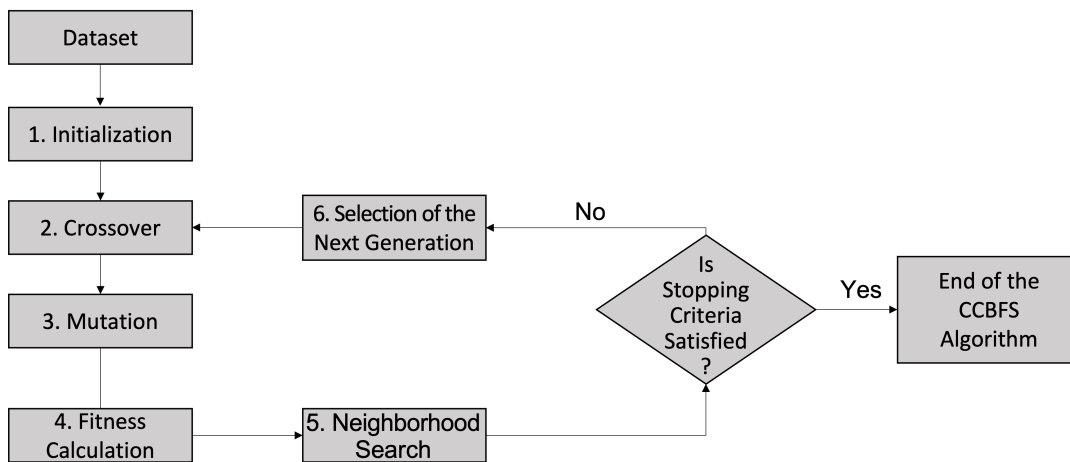 Dataset
1. Initialization
2. Crossover
3. Mutation
4. Fitness
Calculation
5. Neighborhood
Search
6. Selection of the
Next Generation
No
Is
Stopping
Criteria
Satisfied
?
Yes
End of the
CCBFS
Algorithm